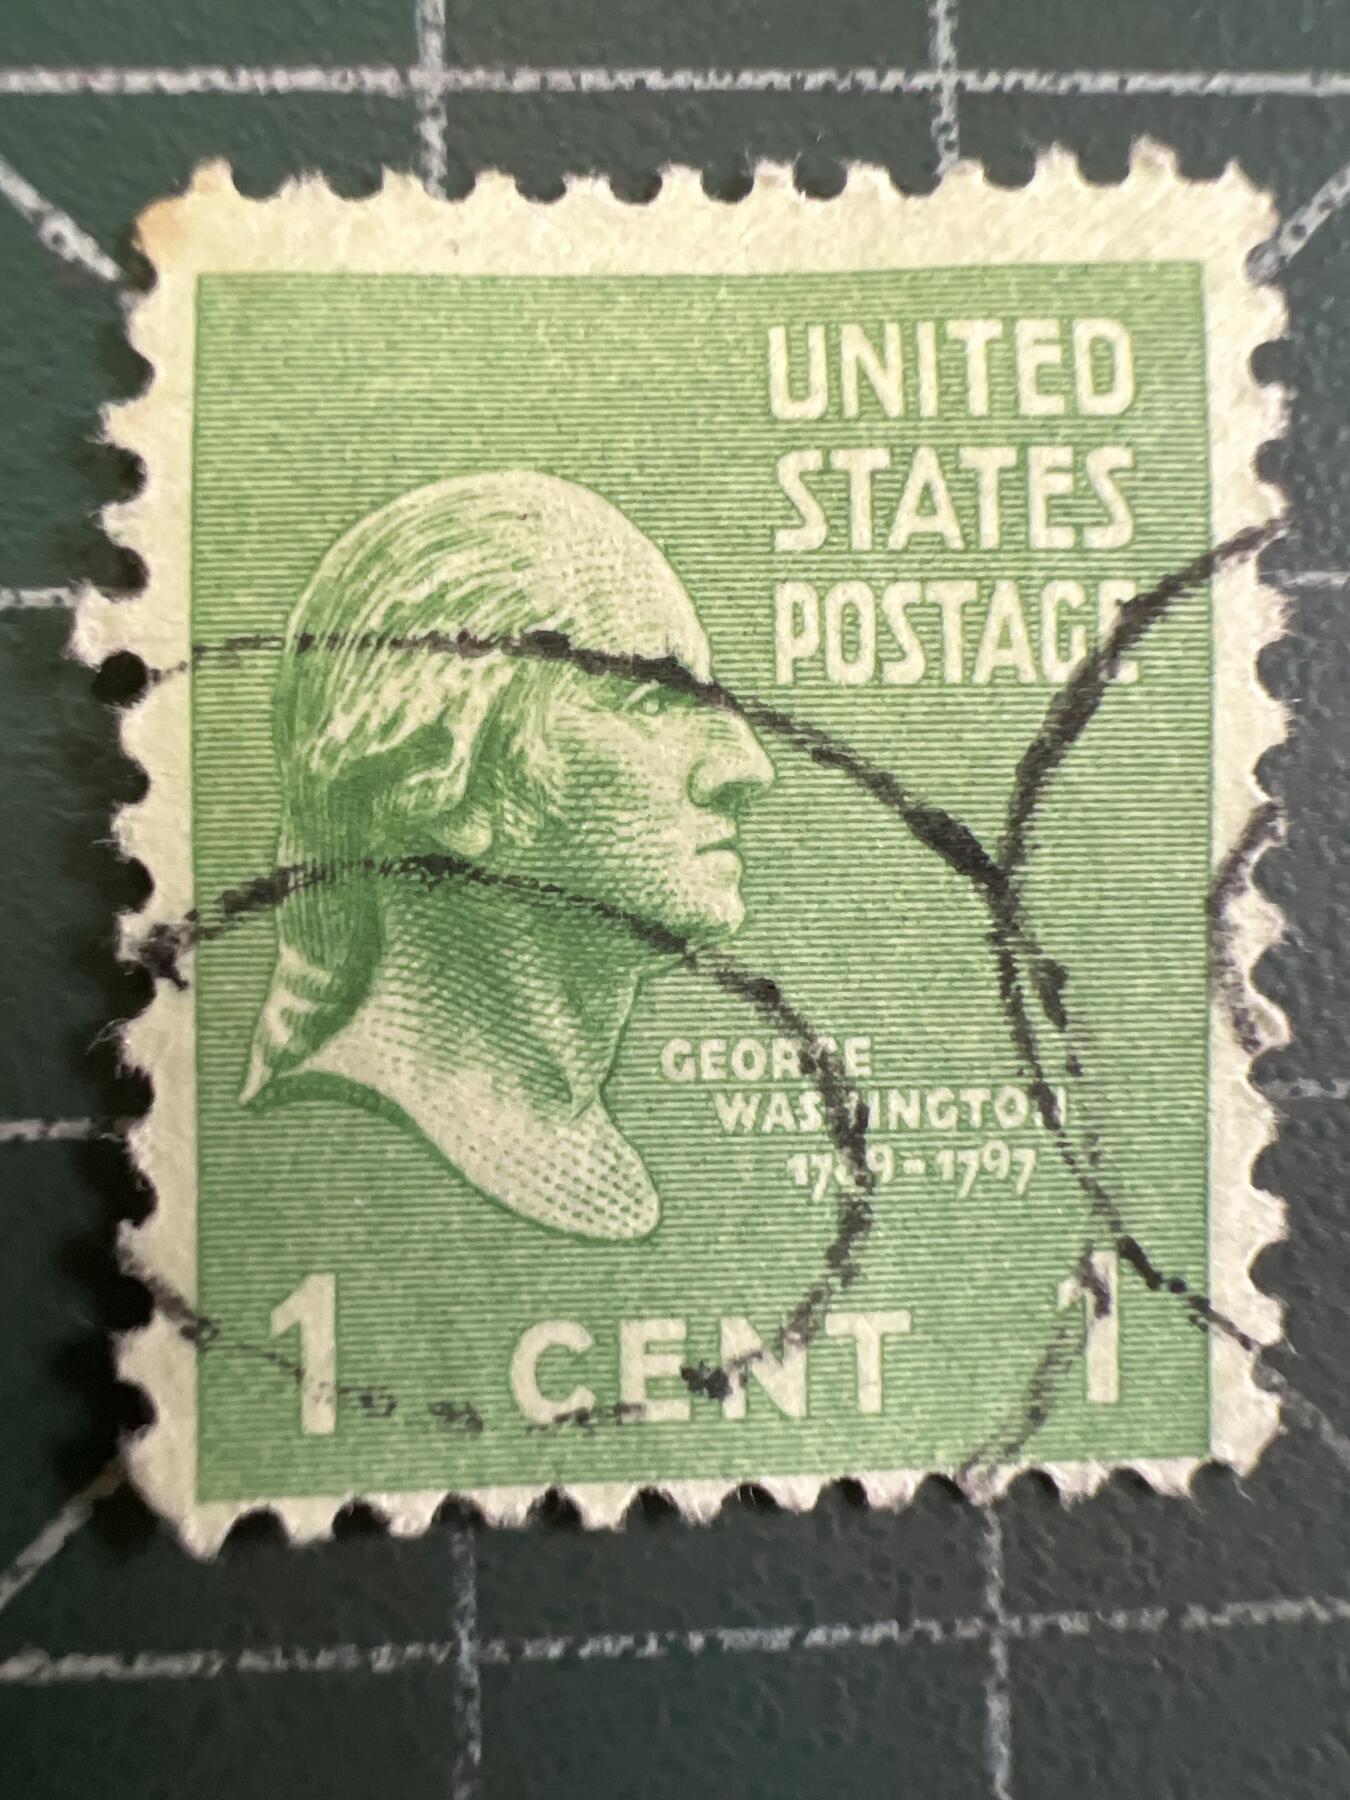 UNITED
STATES
POSTAGE
GEORGE
WASHINGTON
1789-1797
1 CENT 1